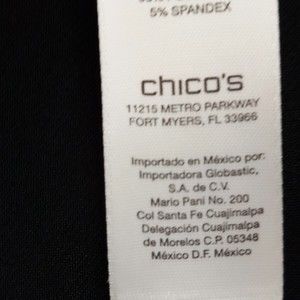 5% SPANDEX
chico's
11215 METRO PARKWAY
FORT MYERS, FL 33966
Importado en México por:
Importadora Globastic,
S.A. de C.V.
Mario Pani No. 200
Col Santa Fe Cuajimalpa
Delegación Cuajimalpa
de Morelos C.P. 05348
México D.F. México